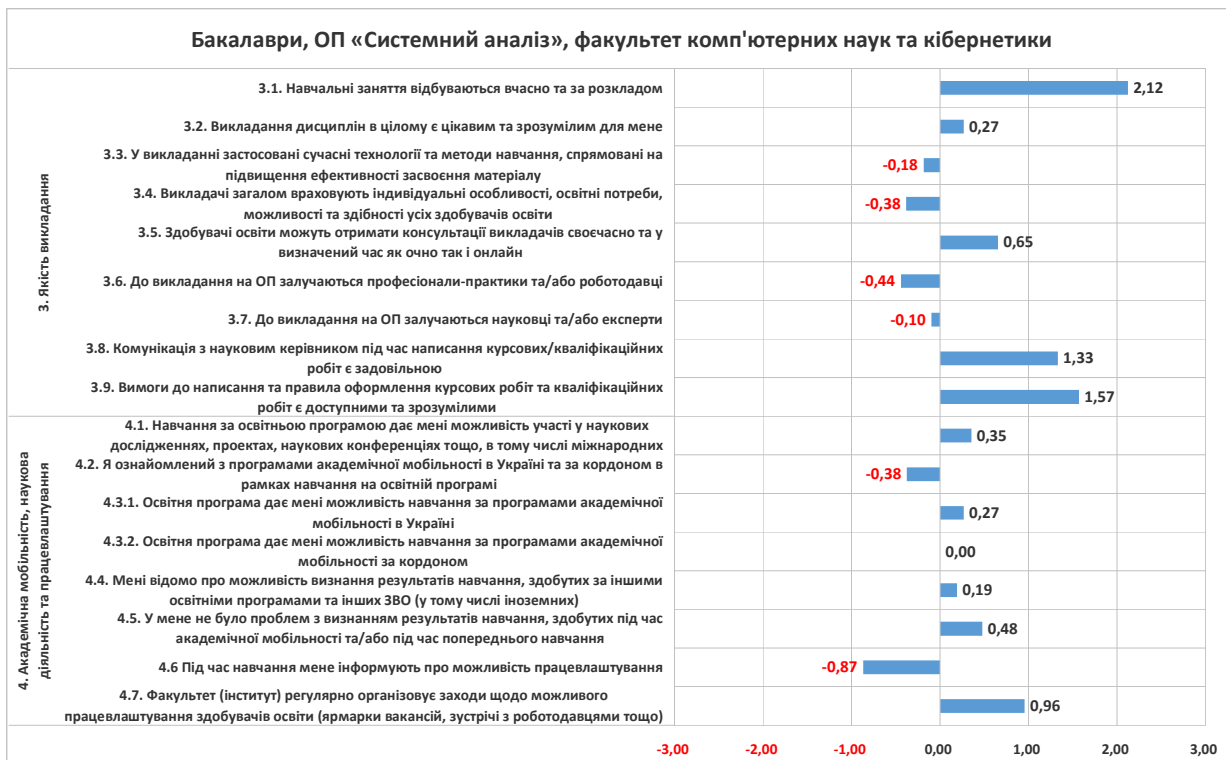 Бакалаври, ОП «Системний аналіз», факультет комп'ютерних наук та кібернетики
3. Якість викладання
3.1. Навчальні заняття відбуваються вчасно та за розкладом
2,12
3.2. Викладання дисциплін в цілому є цікавим та зрозумілим для мене
0,27
3.3. У викладанні застосовані сучасні технології та методи навчання, спрямовані на
підвищення ефективності засвоєння матеріалу
-0,18
3.4. Викладачі загалом враховують індивідуальні особливості, освітні потреби,
можливості та здібності усіх здобувачів освіти
-0,38
3.5. Здобувачі освіти можуть отримати консультації викладачів своєчасно та у
визначений час як очно так і онлайн
0,65
3.6. До викладання на ОП залучаються професіонали-практики та/або роботодавці
-0,44
3.7. До викладання на ОП залучаються науковці та/або експерти
-0,10
3.8. Комунікація з науковим керівником під час написання курсових/кваліфікаційних
робіт є задовільною
1,33
3.9. Вимоги до написання та правила оформлення курсових робіт та кваліфікаційних
робіт є доступними та зрозумілими
1,57
4. Академічна мобільність, наукова
діяльність та працевлаштування
4.1. Навчання за освітньою програмою дає мені можливість участі у наукових
дослідженнях, проектах, наукових конференціях тощо, в тому числі міжнародних
0,35
4.2. Я ознайомлений з програмами академічної мобільності в Україні та за кордоном в
рамках навчання на освітній програмі
-0,38
4.3.1. Освітня програма дає мені можливість навчання за програмами академічної
мобільності в Україні
0,27
4.3.2. Освітня програма дає мені можливість навчання за програмами академічної
мобільності за кордоном
0,00
4.4. Мені відомо про можливість визнання результатів навчання, здобутих за іншими
освітніми програмами та інших ЗВО (у тому числі іноземних)
0,19
4.5. У мене не було проблем з визнанням результатів навчання, здобутих під час
академічної мобільності та/або під час попереднього навчання
0,48
4.6 Під час навчання мене інформують про можливість працевлаштування
-0,87
4.7. Факультет (інститут) регулярно організовує заходи щодо можливого
працевлаштування здобувачів освіти (ярмарки вакансій, зустрічі з роботодавцями тощо)
0,96
-3,00 -2,00 -1,00 0,00 1,00 2,00 3,00